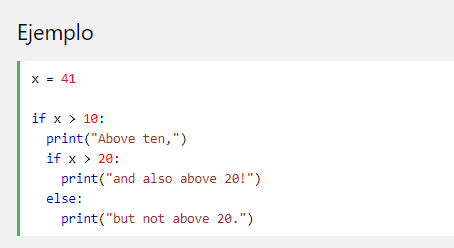 Ejemplo
x = 41
if x > 10:
  print("Above ten,")
  if x > 20:
    print("and also above 20!")
  else:
    print("but not above 20.")